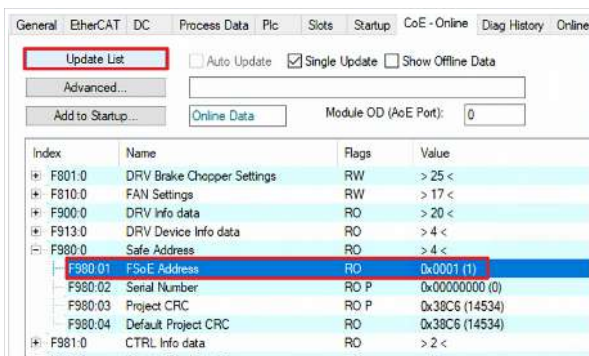 General EtherCAT DC Process Data Plc Slots Startup CoE - Online Diag History Online
Update List Auto Update Single Update Show Offline Data
Advanced...
Add to Startup... Online Data Module OD (AoE Port): 0
Index Name Flags Value
F801:0 DRV Brake Chopper Settings RW > 25 <
F810:0 FAN Settings RW > 17 <
F900:0 DRV Info data RO > 20 <
F913:0 DRV Device Info data RO > 4 <
F980:0 Safe Address RO > 4 <
F980:01 FSoE Address RO 0x0001 (1)
F980:02 Serial Number RO P 0x00000000 (0)
F980:03 Project CRC RO P 0x38C6 (14534)
F980:04 Default Project CRC RO 0x38C6 (14534)
F981:0 CTRL Info data RO > 2 <